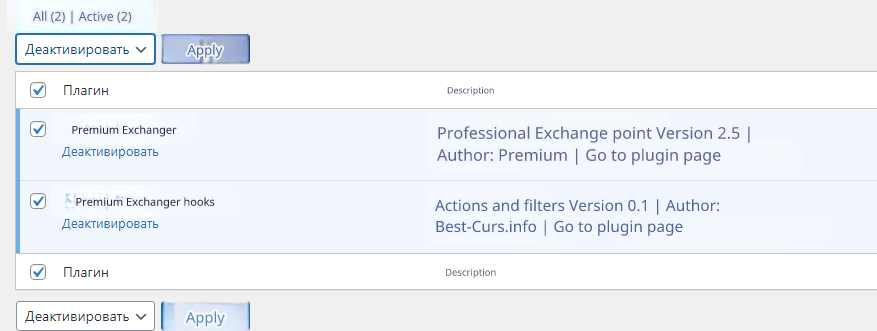 All (2) | Active (2)
Деактивировать Apply
Плагин Description
Premium Exchanger
Деактивировать
Professional Exchange point Version 2.5 |
Author: Premium | Go to plugin page
Premium Exchanger hooks
Деактивировать
Actions and filters Version 0.1 | Author:
Best-Curs.info | Go to plugin page
Плагин Description
Деактивировать Apply